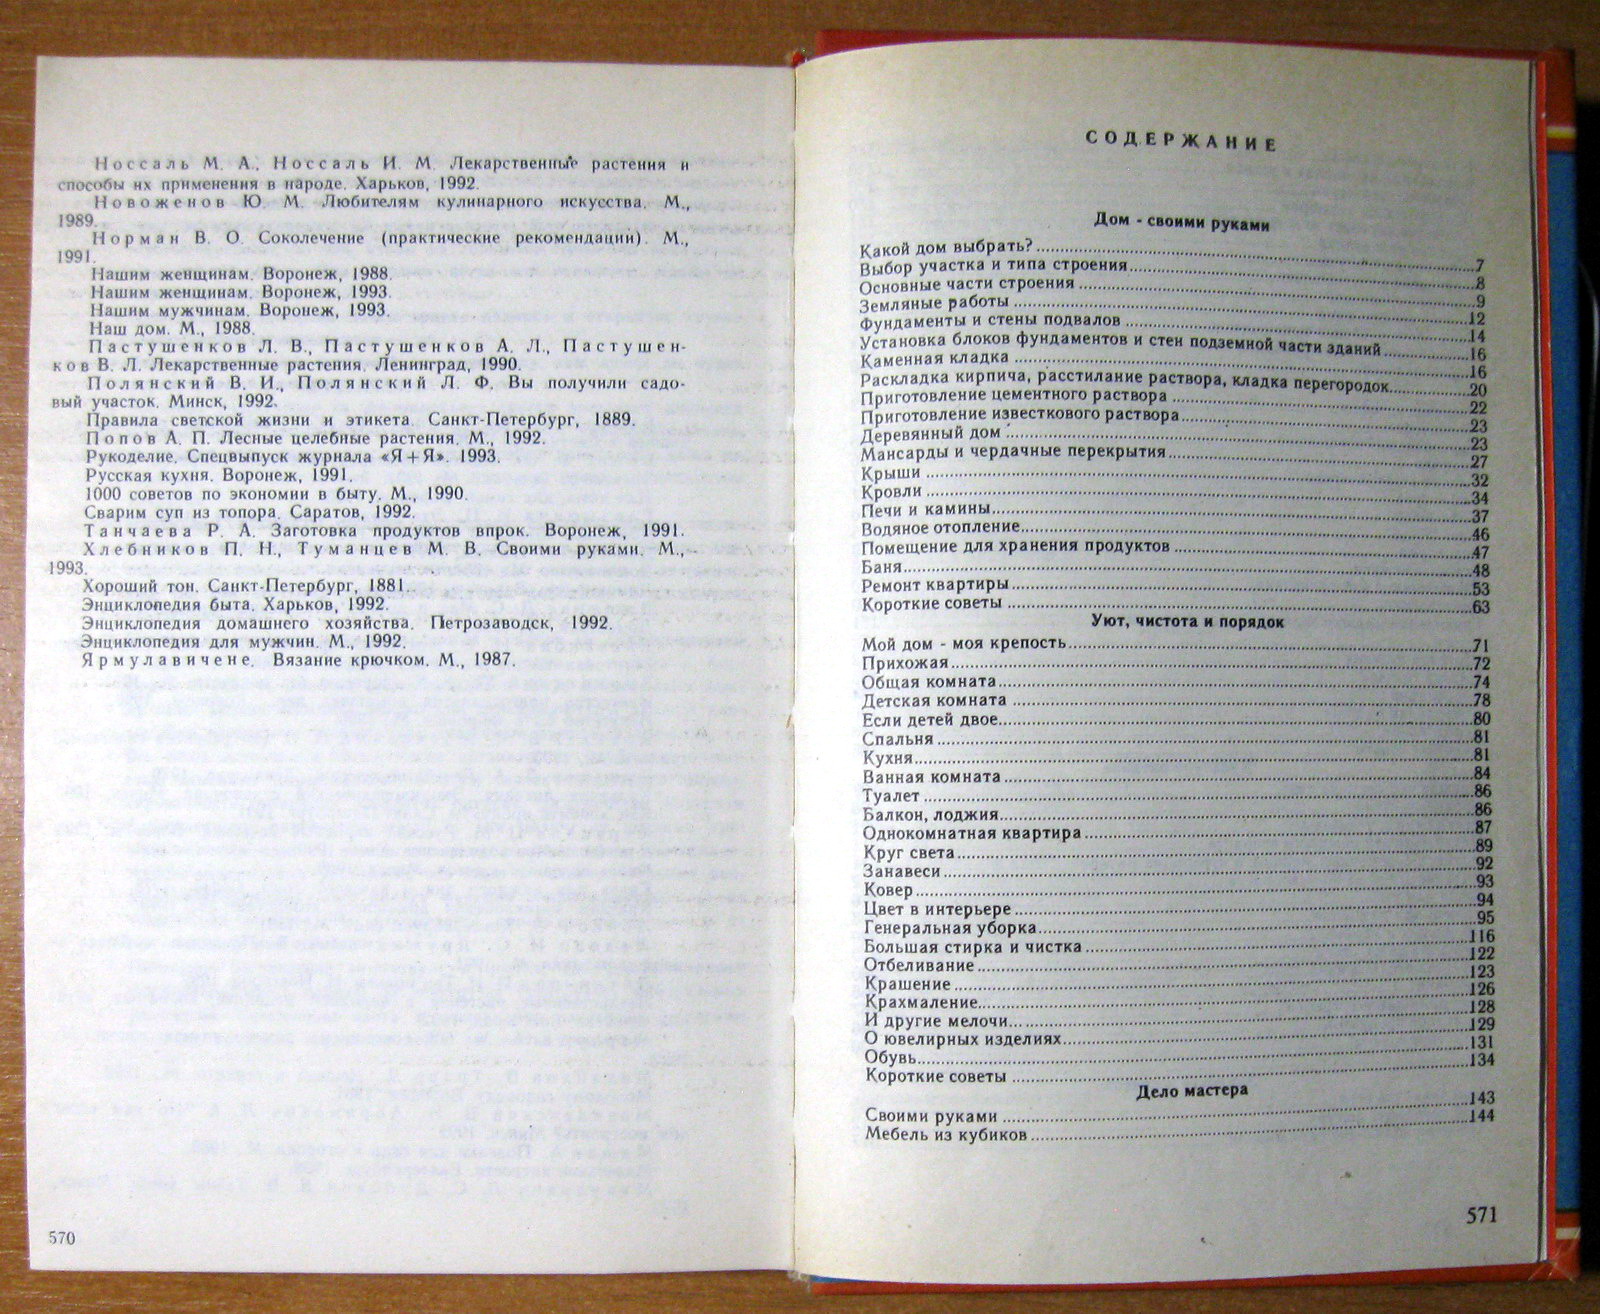 Носсаль М. А., Носсаль И. М. Лекарственные растения и
способы их применения в народе. Харьков, 1992.
Новоженов Ю. М. Любителям кулинарного искусства. М.,
1989.
Норман В. О. Соколечение (практические рекомендации). М.,
1991.
Нашим женщинам. Воронеж, 1988.
Нашим женщинам. Воронеж, 1993.
Нашим мужчинам. Воронеж, 1993.
Наш дом. М., 1988.
Пастушенков Л. В., Пастушенков А. Л., Пастушен-
ков В. Л. Лекарственные растения. Ленинград, 1990.
Полянский В. И., Полянский Л. Ф. Вы получили садо-
вый участок. Минск, 1992.
Правила светской жизни и этикета. Санкт-Петербург, 1889.
Попов А. П. Лесные целебные растения. М., 1992.
Рукоделие. Спецвыпуск журнала «Я+Я». 1993.
Русская кухня. Воронеж, 1991.
1000 советов по экономии в быту. М., 1990.
Сварим суп из топора. Саратов, 1992.
Танчаева Р. А. Заготовка продуктов впрок. Воронеж, 1991.
Хлебников П. Н., Туманцев М. В. Своими руками. М.,
1993.
Хороший тон. Санкт-Петербург, 1881.
Энциклопедия быта. Харьков, 1992.
Энциклопедия домашнего хозяйства. Петрозаводск, 1992.
Энциклопедия для мужчин. М., 1992.
Ярмулавичене. Вязание крючком. М., 1987.
570
СОДЕРЖАНИЕ
Дом - своими руками
Какой дом выбрать?...7
Выбор участка и типа строения...8
Основные части строения...9
Земляные работы...12
Фундаменты и стены подвалов...14
Установка блоков фундаментов и стен подземной части зданий...16
Каменная кладка...16
Раскладка кирпича, расстилание раствора, кладка перегородок...20
Приготовление цементного раствора...22
Приготовление известкового раствора...23
Деревянный дом...23
Мансарды и чердачные перекрытия...27
Крыши...32
Кровли...34
Печи и камины...37
Водяное отопление...46
Помещение для хранения продуктов...47
Баня...48
Ремонт квартиры...53
Короткие советы...63
Уют, чистота и порядок
Мой дом - моя крепость...71
Прихожая...72
Общая комната...74
Детская комната...78
Если детей двое...80
Спальня...81
Кухня...81
Ванная комната...84
Туалет...86
Балкон, лоджия...86
Однокомнатная квартира...87
Круг света...89
Занавеси...92
Ковер...93
Цвет в интерьере...94
Генеральная уборка...95
Большая стирка и чистка...116
Отбеливание...122
Крашение...123
Крахмаление...126
И другие мелочи...128
О ювелирных изделиях...129
Обувь...131
Короткие советы...134
Дело мастера
Своими руками...143
Мебель из кубиков...144
571